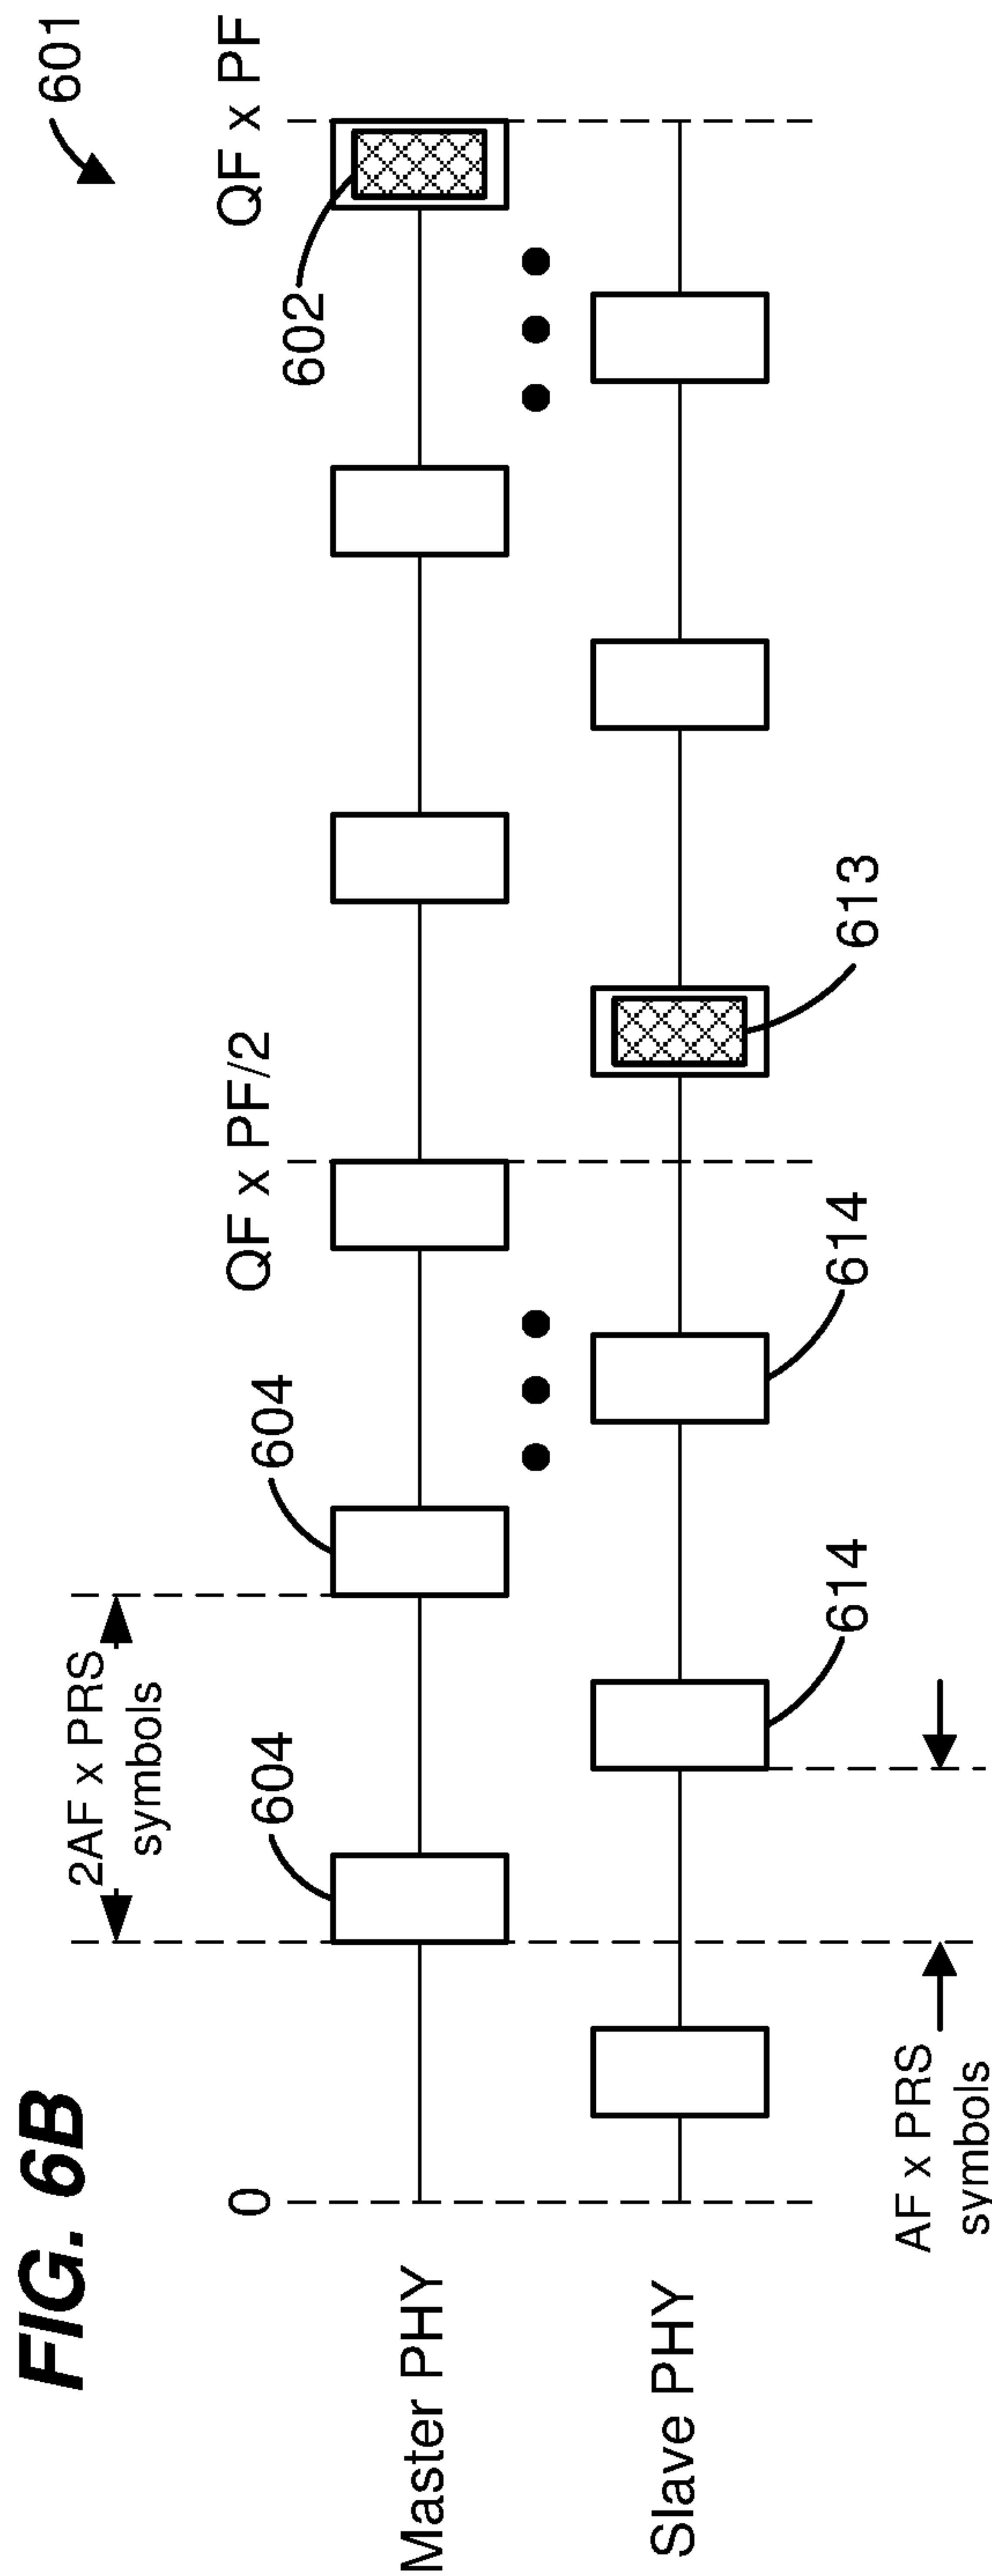 FIG. 6B
601
2AF x PRS
symbols
0
QF x PF/2
QF x PF
604
604
602
Master PHY
Slave PHY
614
614
613
AF x PRS
symbols